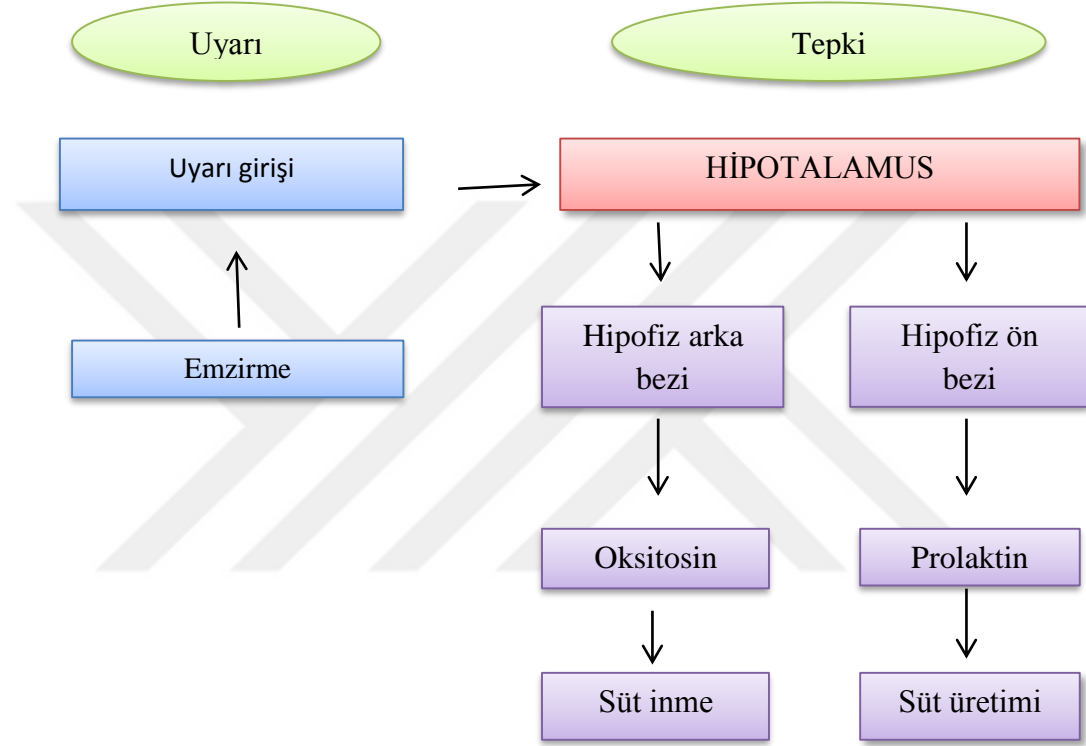 Uyarı
Tepki
Uyarı girişi
HİPOTALAMUS
Emzirme
Hipofiz arka
bezi
Hipofiz ön
bezi
Oksitosin
Prolaktin
Süt inme
Süt üretimi